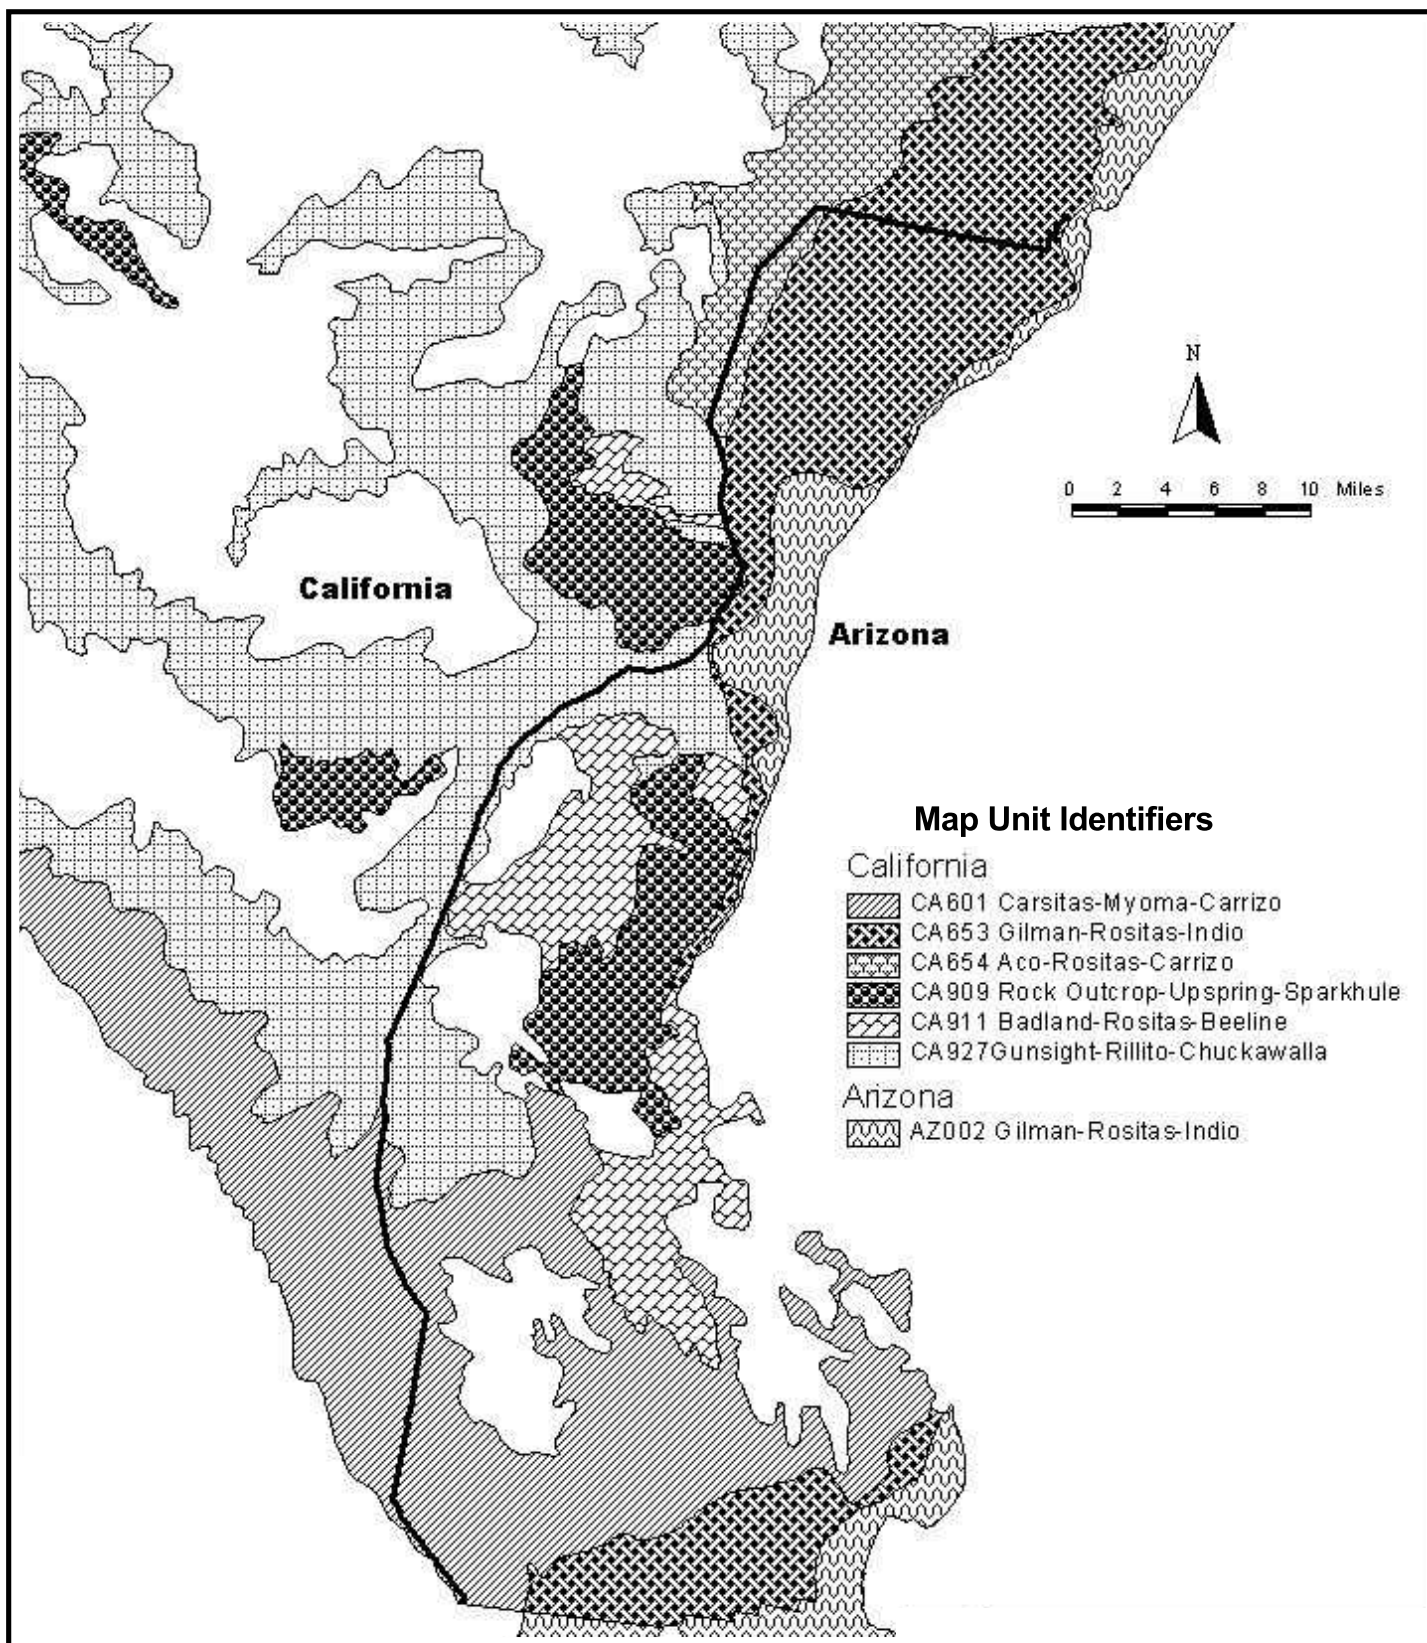 N
0 2 4 6 8 10 Miles
California
Arizona
Map Unit Identifiers
California
CA601 Carsitas-Myoma-Carrizo
CA653 Gilman-Rositas-Indio
CA654 Aco-Rositas-Carrizo
CA909 Rock Outcrop-Upspring-Sparkhule
CA911 Badland-Rositas-Beeline
CA927Gunsight-Rillito-Chuckawalla
Arizona
AZ002 Gilman-Rositas-Indio